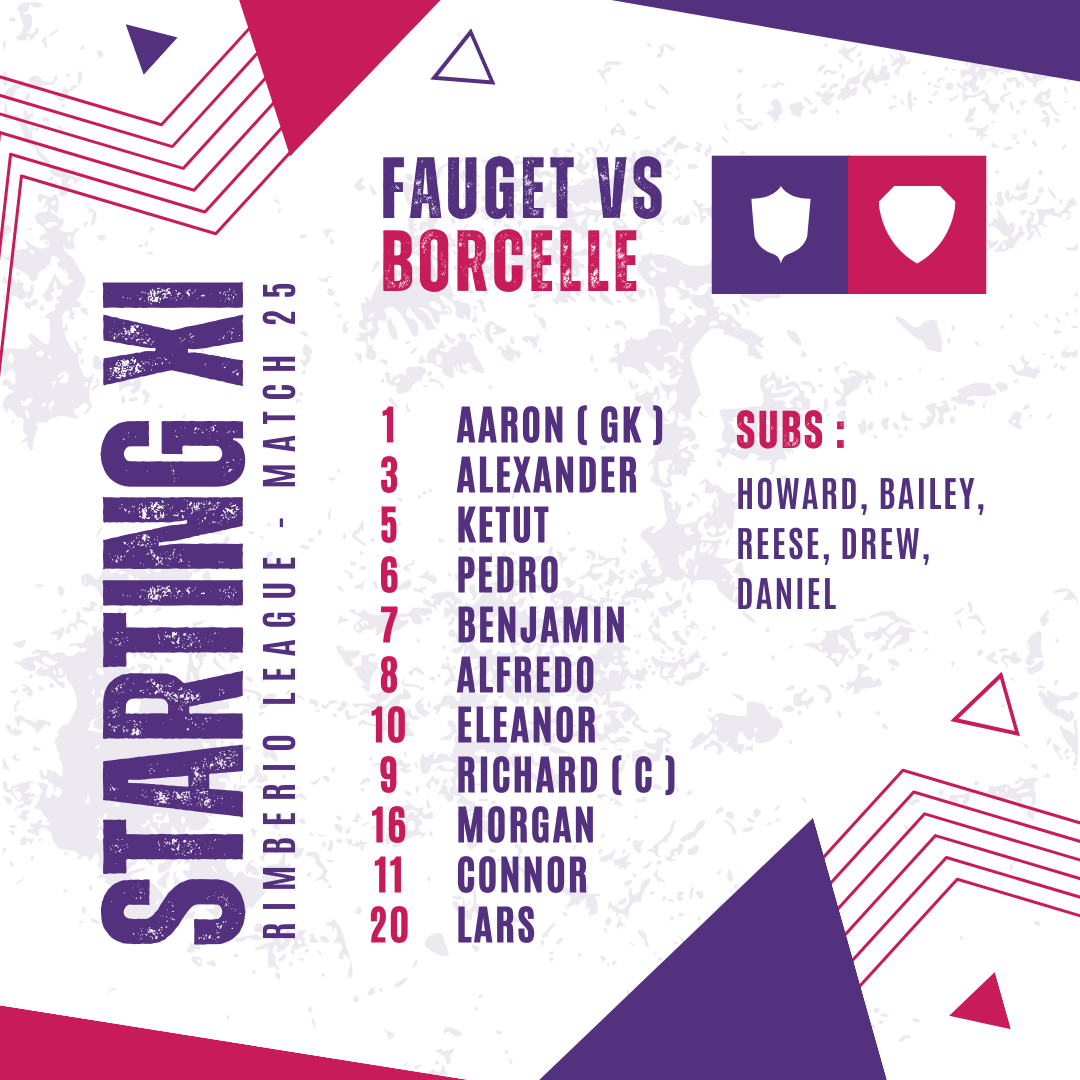 FAUGET VS
BORCELLE
STARTING XI
RIMBERIO LEAGUE - MATCH 25
1 AARON ( GK )
3 ALEXANDER
5 KETUT
6 PEDRO
7 BENJAMIN
8 ALFREDO
10 ELEANOR
9 RICHARD ( C )
16 MORGAN
11 CONNOR
20 LARS
SUBS :
HOWARD, BAILEY,
REESE, DREW,
DANIEL